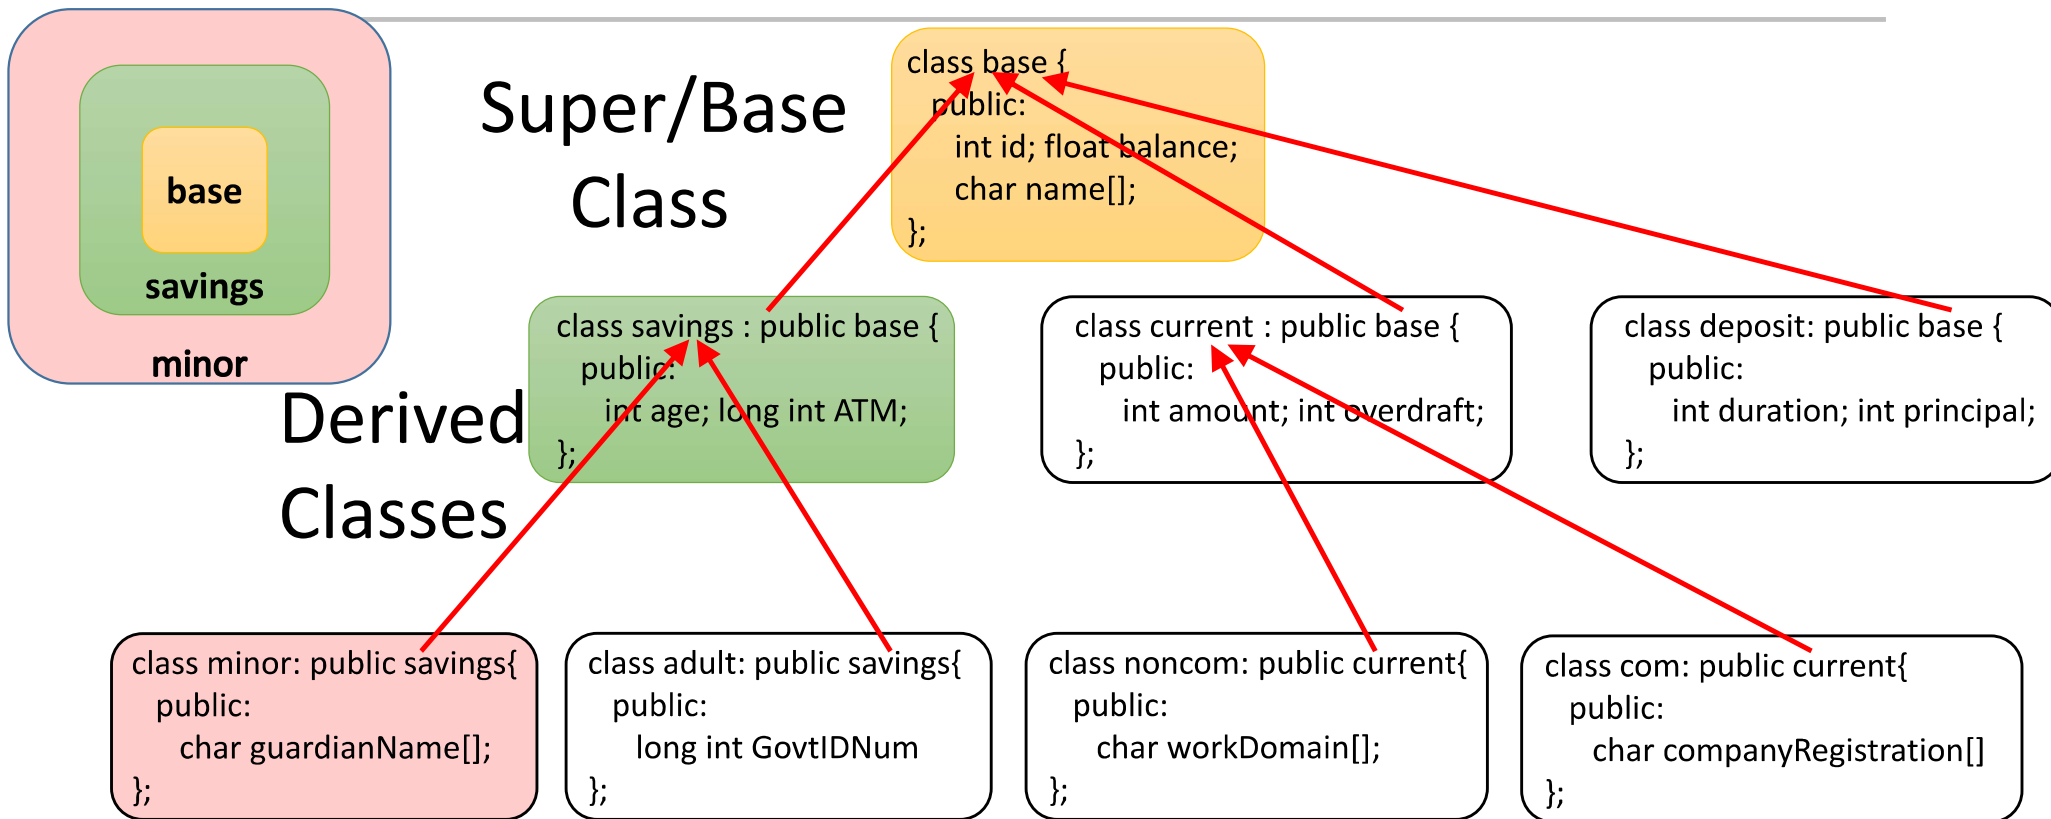 base
savings
minor
Super/Base
Class
class base {
public:
int id; float balance;
char name[];
};
Derived
Classes
class savings : public base {
public:
int age; long int ATM;
};
class current : public base {
public:
int amount; int overdraft;
};
class deposit: public base {
public:
int duration; int principal;
};
class minor: public savings{
public:
char guardianName[];
};
class adult: public savings{
public:
long int GovtIDNum
};
class noncom: public current{
public:
char workDomain[];
};
class com: public current{
public:
char companyRegistration[]
};